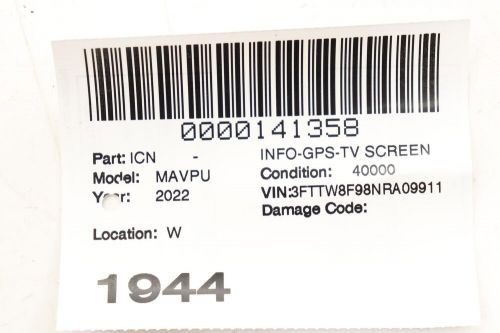 0000141358
Part: ICN - INFO-GPS-TV SCREEN
Model: MAVPU Condition: 40000
Year: 2022 VIN:3FTTW8F98NRA09911
Damage Code:
Location: W
1944